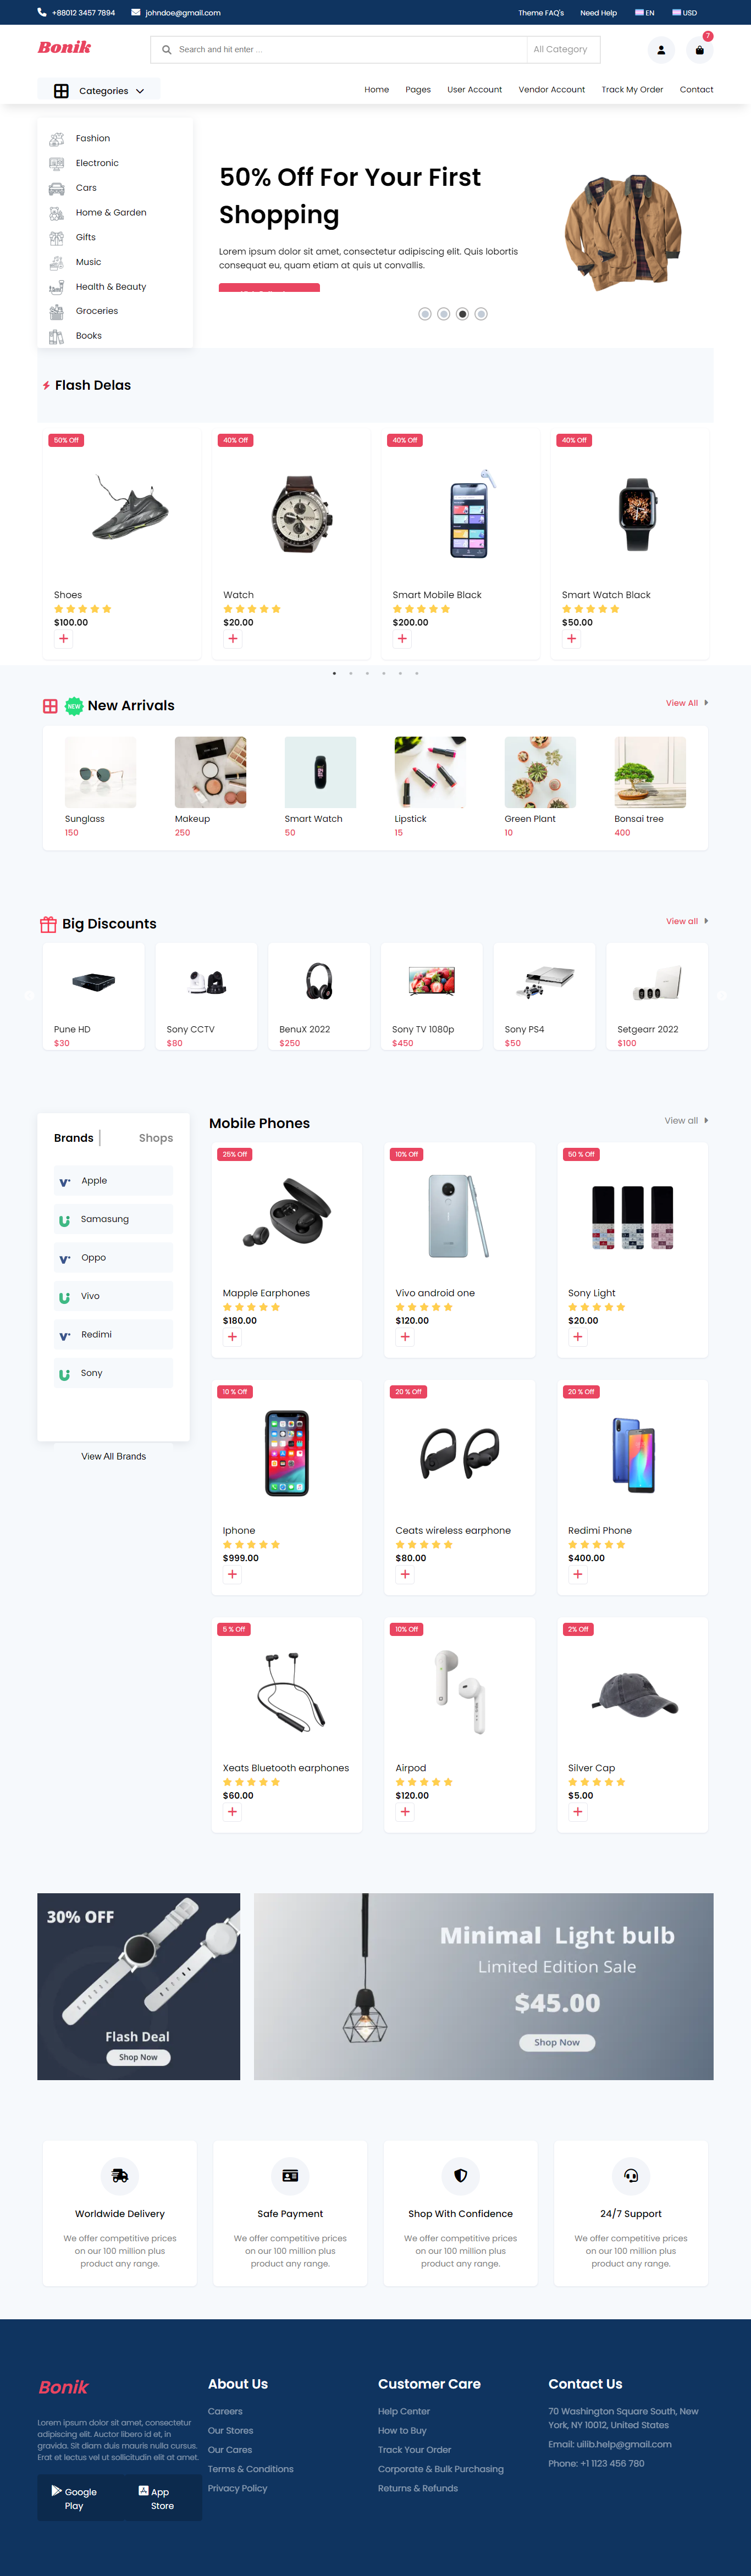 +88012 3457 7894 johndoe@gmail.com Theme FAQ's Need Help EN USD
7
Bonik Search and hit enter ... All Category
Categories Home Pages User Account Vendor Account Track My Order Contact
Fashion
Electronic
Cars
Home & Garden
Gifts
Music
Health & Beauty
Groceries
Books
50% Off For Your First
Shopping
Lorem ipsum dolor sit amet, consectetur adipiscing elit. Quis lobortis
consequat eu, quam etiam at quis ut convallis.
Flash Delas
50% Off 40% Off 40% Off 40% Off
Shoes Watch Smart Mobile Black Smart Watch Black
$100.00 $20.00 $200.00 $50.00
NEW New Arrivals View All
Sunglass Makeup Smart Watch Lipstick Green Plant Bonsai tree
150 250 50 15 10 400
Big Discounts View all
Pune HD Sony CCTV BenuX 2022 Sony TV 1080p Sony PS4 Setgearr 2022
$30 $80 $250 $450 $50 $100
Brands Shops
Apple
Samasung
Oppo
Vivo
Redimi
Sony
View All Brands
Mobile Phones View all
25% Off 10% Off 50 % Off
Mapple Earphones Vivo android one Sony Light
$180.00 $120.00 $20.00
10 % Off 20 % Off 20 % Off
Iphone Ceats wireless earphone Redimi Phone
$999.00 $80.00 $400.00
5 % Off 10% Off 2% Off
Xeats Bluetooth earphones Airpod Silver Cap
$60.00 $120.00 $5.00
30% OFF
Flash Deal
Shop Now
Minimal Light bulb
Limited Edition Sale
$45.00
Shop Now
Worldwide Delivery Safe Payment Shop With Confidence 24/7 Support
We offer competitive prices We offer competitive prices We offer competitive prices We offer competitive prices
on our 100 million plus on our 100 million plus on our 100 million plus on our 100 million plus
product any range. product any range. product any range. product any range.
Bonik
Lorem ipsum dolor sit amet, consectetur
adipiscing elit. Auctor libero id et, in
gravida. Sit diam duis mauris nulla cursus.
Erat et lectus vel ut sollicitudin elit at amet.
Google
Play
App
Store
About Us
Careers
Our Stores
Our Cares
Terms & Conditions
Privacy Policy
Customer Care
Help Center
How to Buy
Track Your Order
Corporate & Bulk Purchasing
Returns & Refunds
Contact Us
70 Washington Square South, New
York, NY 10012, United States
Email: uilib.help@gmail.com
Phone: +1 1123 456 780